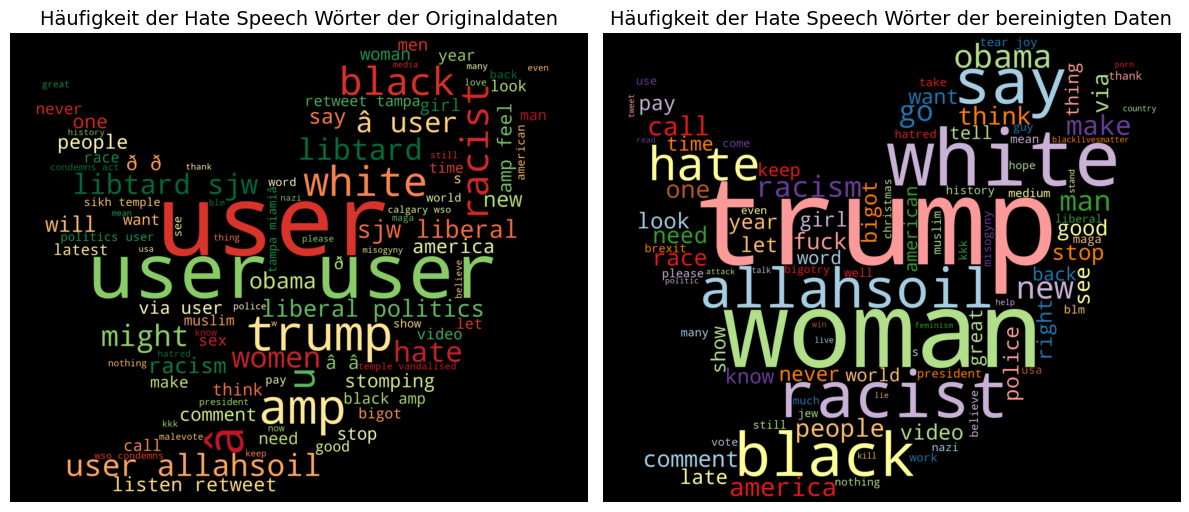 Häufigkeit der Hate Speech Wörter der Originaldaten
men
woman year
media many even
great black love back look
never retweet tampa girl
one say â user man
history
people libtard racist amp feel american
race ð ð
condemns act thank still
libtard sjw white time s new
sikh temple word world
will want see blm nazi calgary wso
mean maga
politics user thing user please sjw liberal
latest usa tampa miamiâ misogyny america
user user ð believe
obama
via user police liberal politics
muslim w show let
might know sex trump video
hatred
nothing racism women â â hate
temple vandalised
make think pay u stomping
president black amp
comment amp bigot
kkk now stop
malevote need good
call â keep
wso condemns
user allahsoil
listen retweet
Häufigkeit der Hate Speech Wörter der bereinigten Daten
tear joy
obama porn
use take say thing via thank
tweet pay want country
go think make
call hatred guy blacklivesmatter
read time come tell mean
hate keep white hope
one racism bigot history medium stand
even christmas american man
look year girl trump muslim kkk liberal good
need let fuck misogyny maga
brexit word stop
race bigotry well back
please attack talk see
politic allahsoil new blm
help right
many win feminism great
show live woman s
know never world president police usa
much lie believe
jew racist
people
still video
vote nazi
comment black kill work
late nothing
america